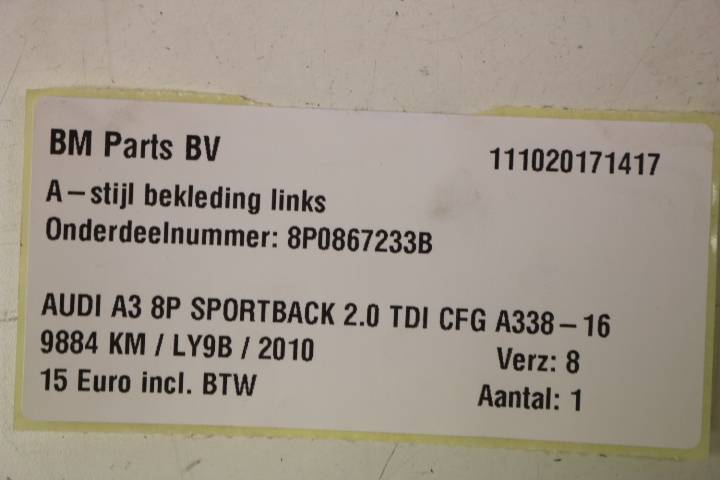 BM Parts BV 111020171417
A-stijl bekleding links
Onderdeelnummer: 8P0867233B
AUDI A3 8P SPORTBACK 2.0 TDI CFG A338-16
9884 KM / LY9B / 2010 Verz: 8
15 Euro incl. BTW Aantal: 1